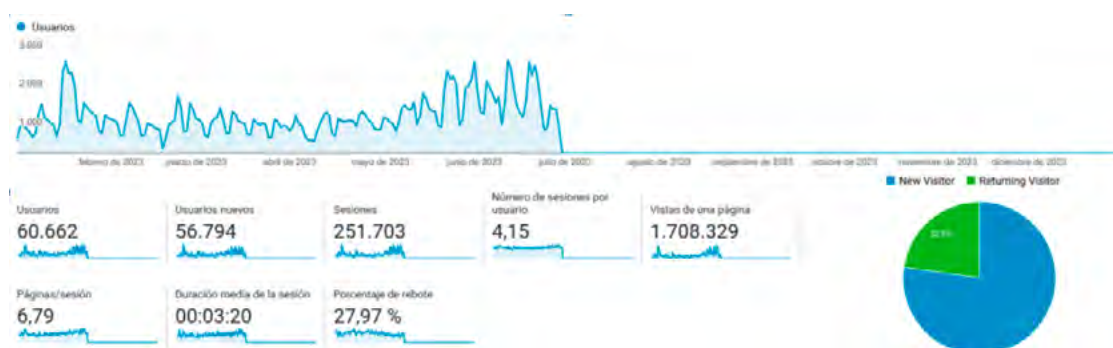 Usuarios
3.000
2.000
1.000
febrero de 2023
marzo de 2023
abril de 2023
mayo de 2023
junio de 2023
julio de 2023
agosto de 2023
septiembre de 2023
octubre de 2023
noviembre de 2023
diciembre de 2023
New Visitor
Returning Visitor
Usuarios
60.662
Usuarios nuevos
56.794
Sesiones
251.703
Número de sesiones por
usuario
4,15
Vistas de una página
1.708.329
Páginas/sesión
6,79
Duración media de la sesión
00:03:20
Porcentaje de rebote
27,97 %